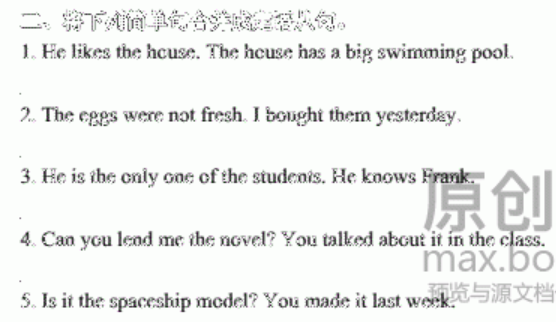 二、将下列简单句合并成定语从句。
1. He likes the house. The house has a big swimming pool.
.
2. The eggs were not fresh. I bought them yesterday.
.
3. He is the only one of the students. He knows Frank.
.
4. Can you lend me the novel? You talked about it in the class.
.
5. Is it the spaceship model? You made it last week.
原创
max.bo
预览与源文档